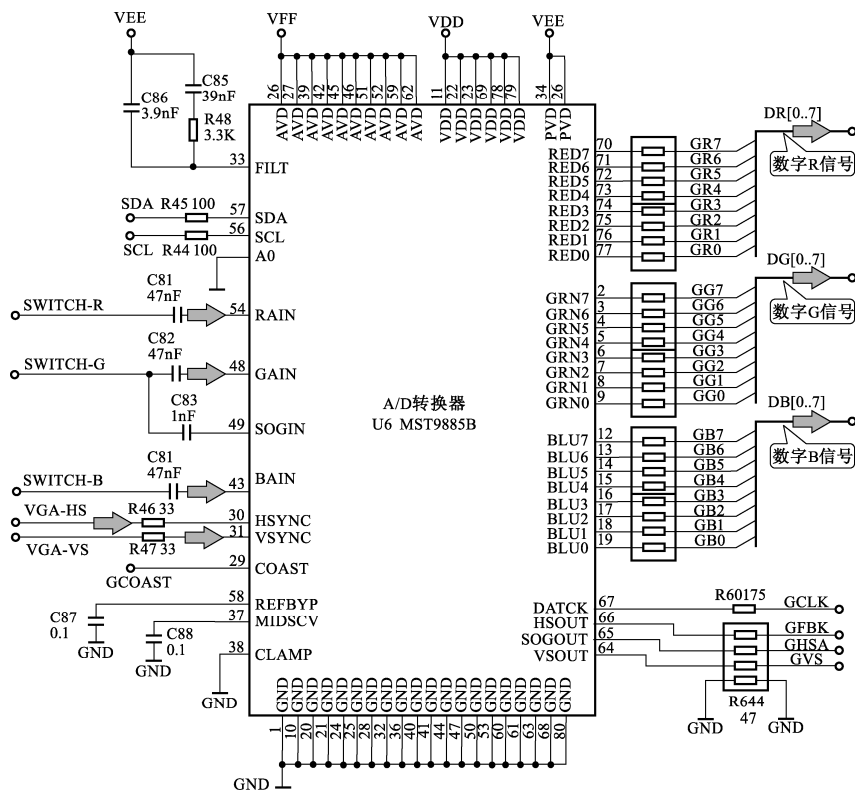 VEE
VFF
VDD
VEE
C86
3.9nF
C85
39nF
R48
3.3K
26 27 39 42 45 46 51 52 59 62
11 22 23 69 78 79
34 26
AVD AVD AVD AVD AVD AVD AVD AVD AVD AVD
VDD VDD VDD VDD VDD VDD
PVD PVD
33 FILT
SDA R45 100 57 SDA
SCL R44 100 56 SCL
A0
SWITCH-R C81 47nF 54 RAIN
SWITCH-G C82 47nF 48 GAIN
C83 1nF 49 SOGIN
SWITCH-B C81 47nF 43 BAIN
VGA-HS R46 33 30 HSYNC
VGA-VS R47 33 31 VSYNC
GCOAST 29 COAST
58 REFBYP
37 MIDSCV
C87
0.1
GND
C88
0.1
GND
38 CLAMP
GND
A/D转换器
U6 MST9885B
RED7 70 GR7
RED6 71 GR6
RED5 72 GR5
RED4 73 GR4
RED3 74 GR3
RED2 75 GR2
RED1 76 GR1
RED0 77 GR0
DR[0..7]
数字R信号
GRN7 2 GG7
GRN6 3 GG6
GRN5 4 GG5
GRN4 5 GG4
GRN3 6 GG3
GRN2 7 GG2
GRN1 8 GG1
GRN0 9 GG0
DG[0..7]
数字G信号
BLU7 12 GB7
BLU6 13 GB6
BLU5 14 GB5
BLU4 15 GB4
BLU3 16 GB3
BLU2 17 GB2
BLU1 18 GB1
BLU0 19 GB0
DB[0..7]
数字B信号
DATCK 67 R60175 GCLK
HSOUT 66 GFBK
SOGOUT 65 GHSA
VSOUT 64 GVS
GND
R644
47
GND
GND GND GND GND GND GND GND GND GND GND GND GND GND GND GND GND GND GND GND GND
1 10 20 21 24 25 28 32 36 40 41 44 47 50 53 60 61 63 68 80
GND